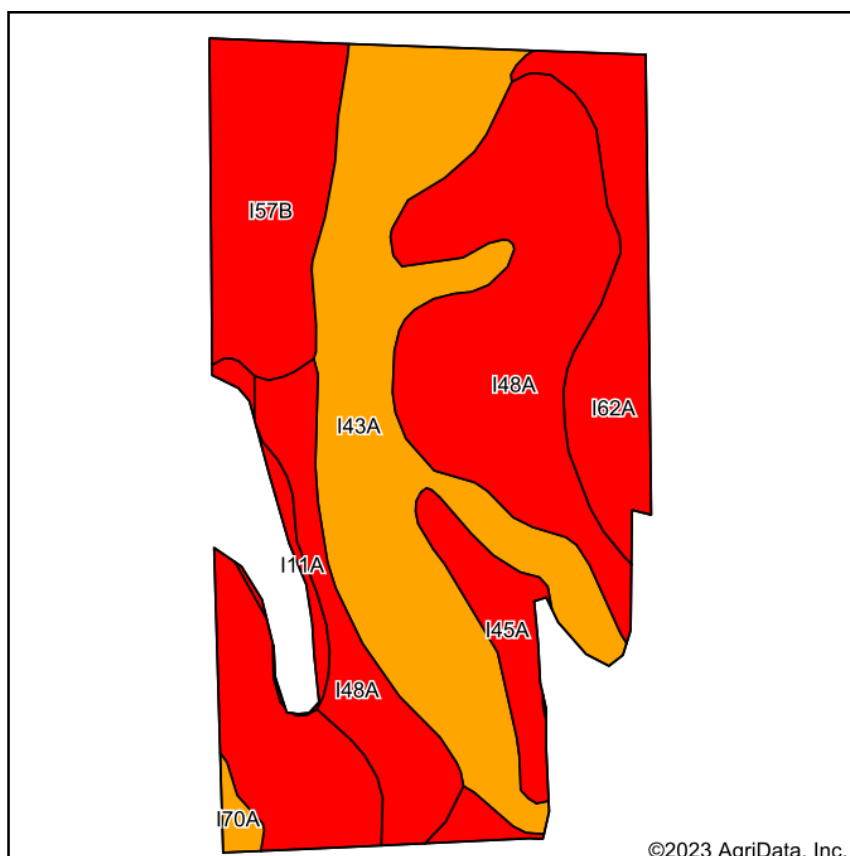 I57B
I48A
I62A
I43A
I11A
I45A
I48A
I70A
©2023 AgriData, Inc.